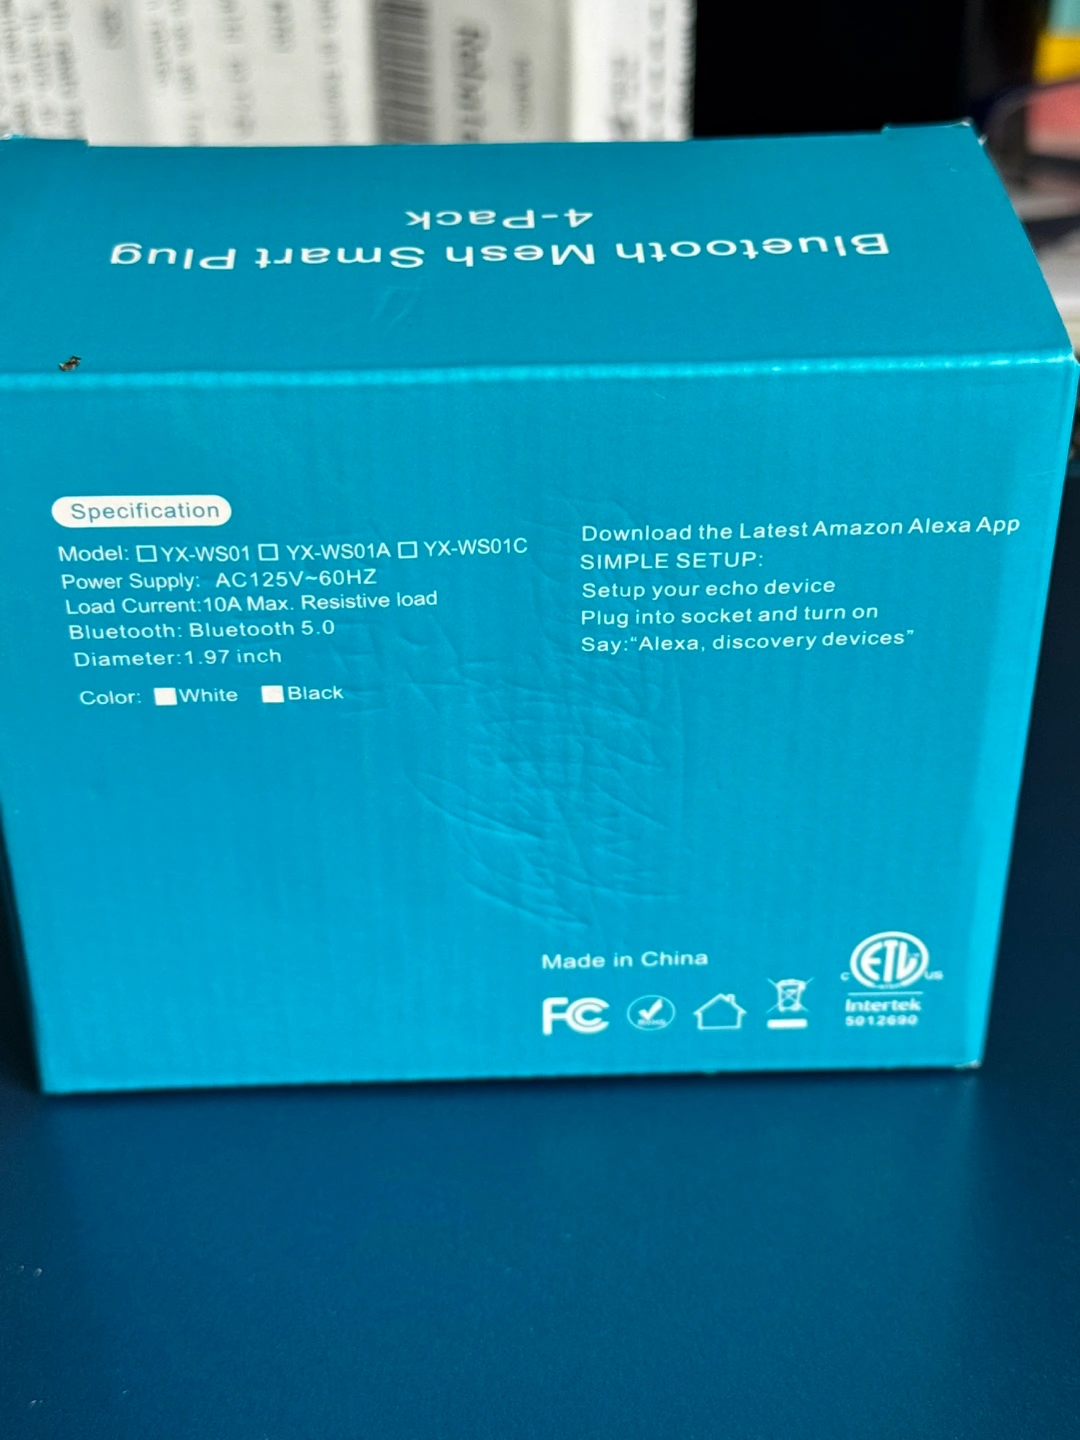 Bluetooth Mesh Smart Plug
4-Pack
Specification
Model: ☐ YX-WS01 ☐ YX-WS01A ☐ YX-WS01C
Power Supply: AC125V~60HZ
Load Current:10A Max. Resistive load
Bluetooth: Bluetooth 5.0
Diameter:1.97 inch
Color: White Black
Download the Latest Amazon Alexa App
SIMPLE SETUP:
Setup your echo device
Plug into socket and turn on
Say:“Alexa, discovery devices”
Made in China
FC
RoHS
c ETL us
Intertek
5012690